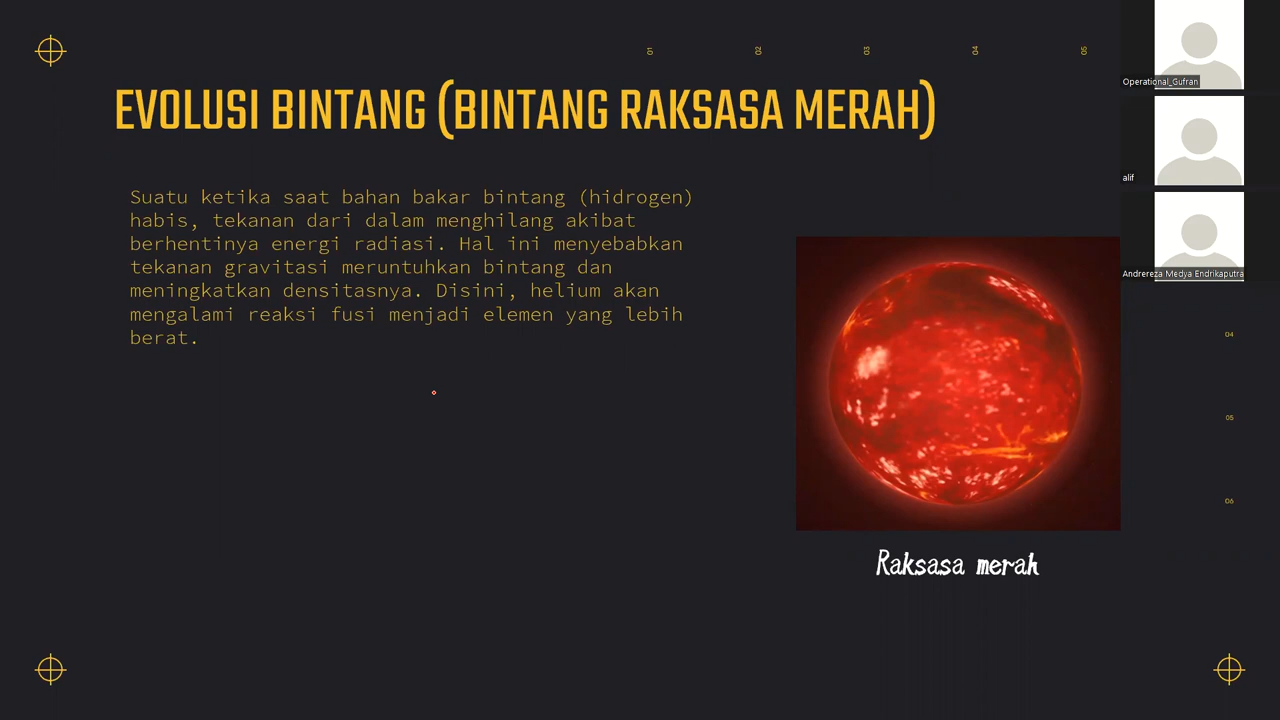 01
02
03
04
05
Operational_Gufran
EVOLUSI BINTANG (BINTANG RAKSASA MERAH)
alif
Suatu ketika saat bahan bakar bintang (hidrogen)
habis, tekanan dari dalam menghilang akibat
berhentinya energi radiasi. Hal ini menyebabkan
tekanan gravitasi meruntuhkan bintang dan
meningkatkan densitasnya. Disini, helium akan
mengalami reaksi fusi menjadi elemen yang lebih
berat.
Andrereza Medya Endrikaputra
04
05
06
Raksasa merah